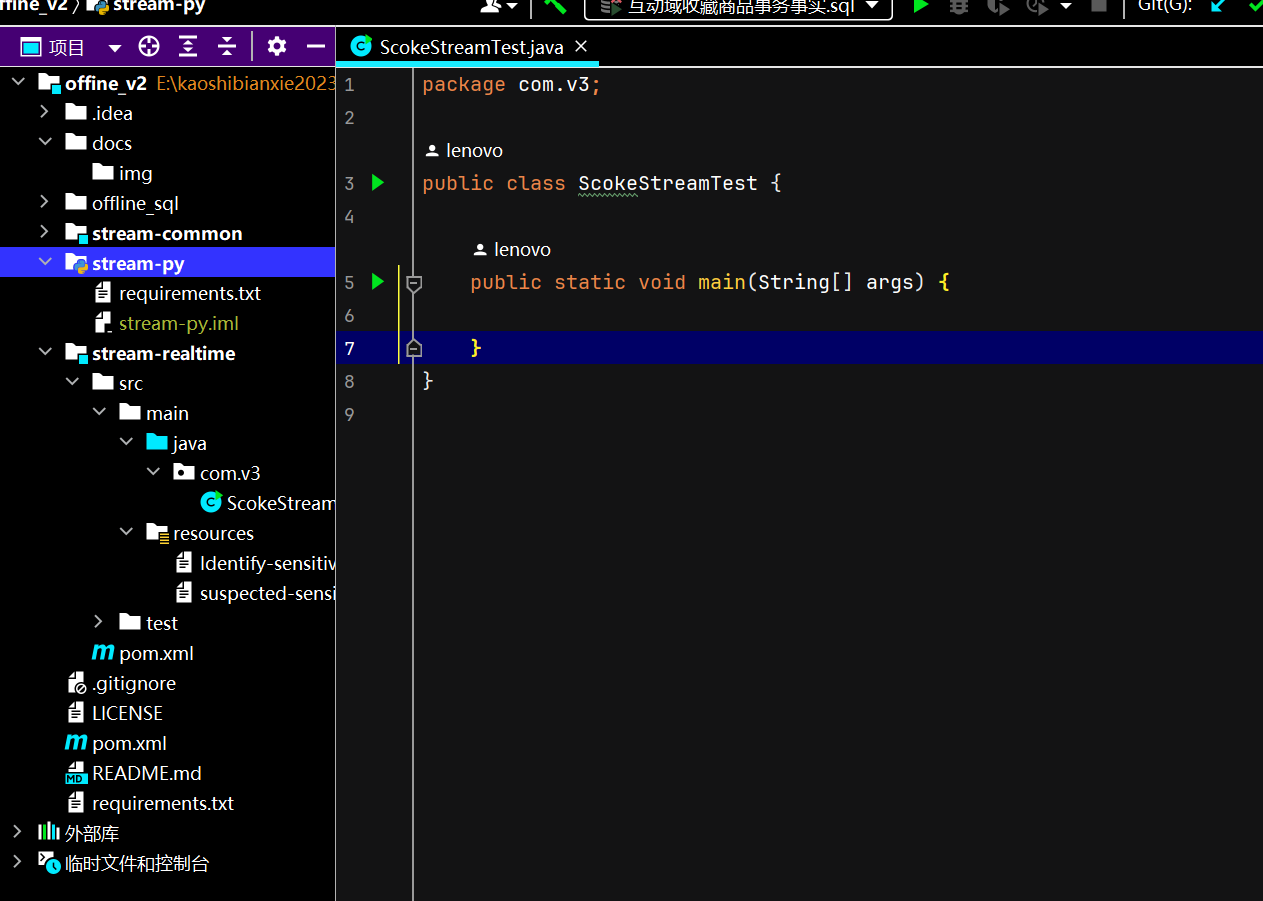 stream-py
互动域收藏商品事务事实.sql
Git(G):
项目
offine_v2 E:\kaoshibianxie2023
.idea
docs
img
offline_sql
stream-common
stream-py
requirements.txt
stream-py.iml
stream-realtime
src
main
java
com.v3
ScokeStream
resources
Identify-sensitiv
suspected-sensi
test
pom.xml
.gitignore
LICENSE
pom.xml
README.md
requirements.txt
外部库
临时文件和控制台
ScokeStreamTest.java
1 package com.v3;
2
lenovo
3 public class ScokeStreamTest {
4
lenovo
5 public static void main(String[] args) {
6
7 }
8 }
9